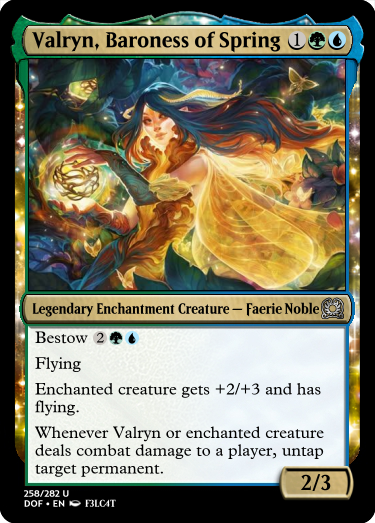 Valryn, Baroness of Spring 1
Legendary Enchantment Creature — Faerie Noble
Bestow 2
Flying
Enchanted creature gets +2/+3 and has
flying.
Whenever Valryn or enchanted creature
deals combat damage to a player, untap
target permanent.
2/3
258/282 U
DOF • EN F3LC4T